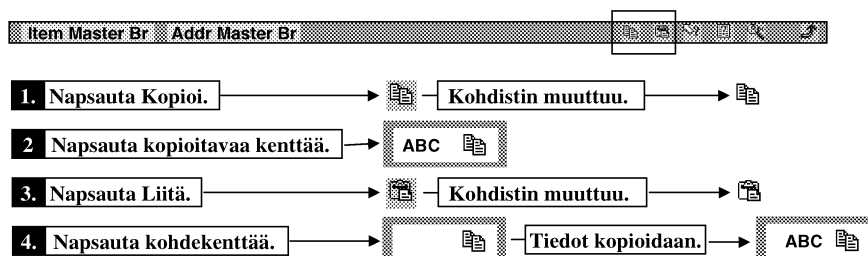 Item Master Br Addr Master Br
1. Napsauta Kopioi. Kohdistin muuttuu.
2 Napsauta kopioitavaa kenttää. ABC
3. Napsauta Liitä. Kohdistin muuttuu.
4. Napsauta kohdekenttää. Tiedot kopioidaan. ABC